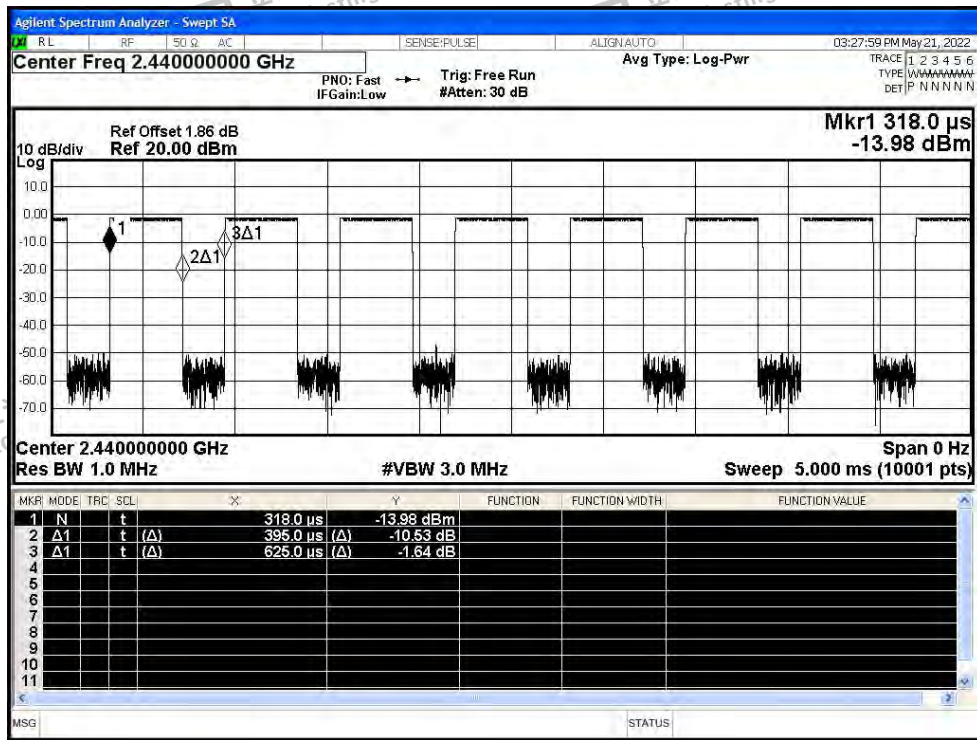 Agilent Spectrum Analyzer - Swept SA
RL RF 50 Ω AC SENSE:PULSE ALIGNAUTO 03:27:59 PM May 21, 2022
Center Freq 2.440000000 GHz Avg Type: Log-Pwr TRACE 1 2 3 4 5 6
PNO: Fast Trig: Free Run TYPE WWWWWW
IFGain:Low #Atten: 30 dB DET P N N N N N
Ref Offset 1.86 dB Mkr1 318.0 µs
10 dB/div Ref 20.00 dBm -13.98 dBm
Log
10.0
0.00
1 3Δ1
-10.0
2Δ1
-20.0
-30.0
-40.0
-50.0
-60.0
-70.0
Center 2.440000000 GHz Span 0 Hz
Res BW 1.0 MHz #VBW 3.0 MHz Sweep 5.000 ms (10001 pts)
MKR MODE TRC SCL X Y FUNCTION FUNCTION WIDTH FUNCTION VALUE
1 N t 318.0 µs -13.98 dBm
2 Δ1 t (Δ) 395.0 µs (Δ) -10.53 dB
3 Δ1 t (Δ) 625.0 µs (Δ) -1.64 dB
4
5
6
7
8
9
10
11
MSG STATUS